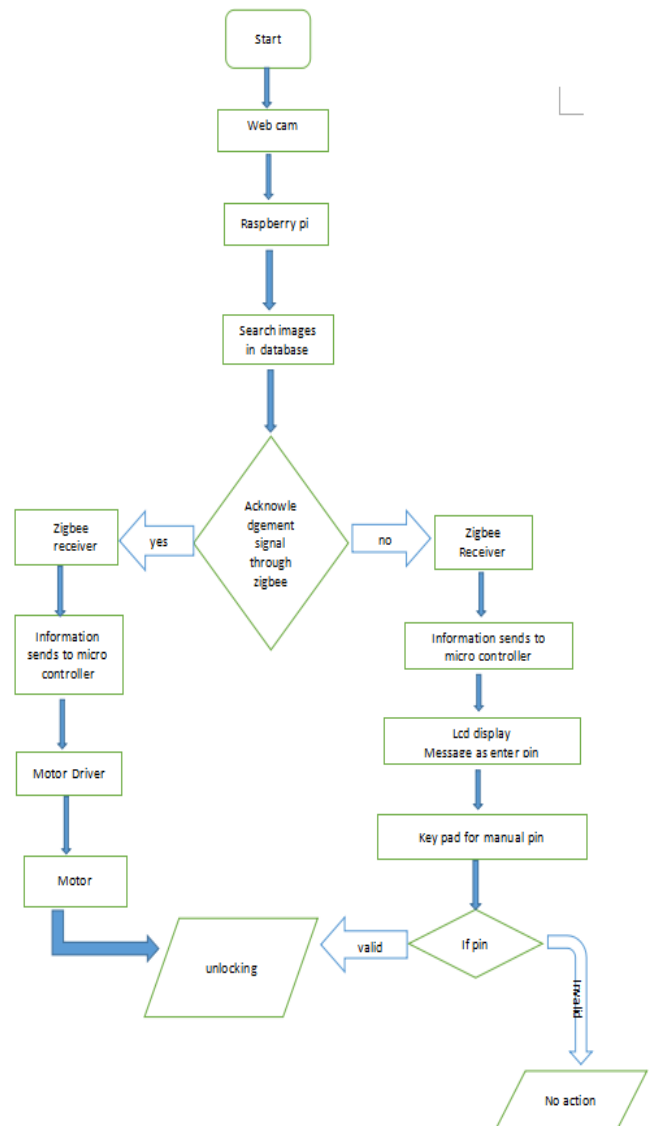 Start
Web cam
Raspberry pi
Search images
in database
Acknowle
dgement
signal
through
zigbee
yes
no
Zigbee
receiver
Information
sends to micro
controller
Motor Driver
Motor
Zigbee
Receiver
Information sends to
micro controller
Lcd display
Message as enter pin
Key pad for manual pin
If pin
valid
Invalid
unlocking
No action